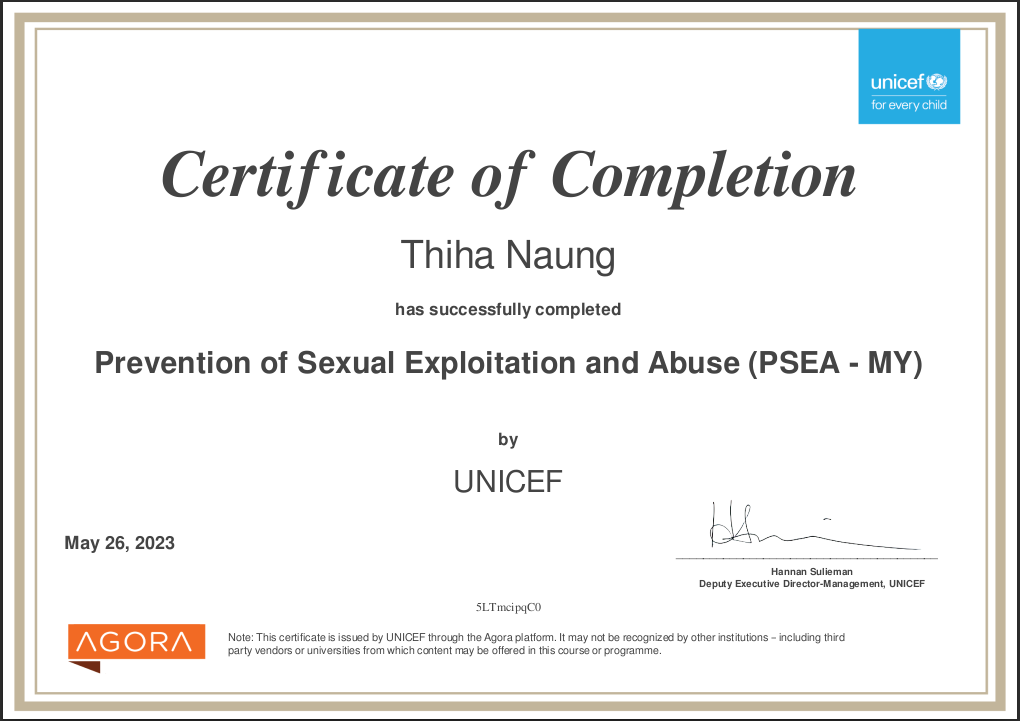 unicef
for every child
Certificate of Completion
Thiha Naung
has successfully completed
Prevention of Sexual Exploitation and Abuse (PSEA - MY)
by
UNICEF
May 26, 2023
Hannan Sulieman
Deputy Executive Director-Management, UNICEF
5LTmcipqC0
AGORA
Note: This certificate is issued by UNICEF through the Agora platform. It may not be recognized by other institutions – including third
party vendors or universities from which content may be offered in this course or programme.